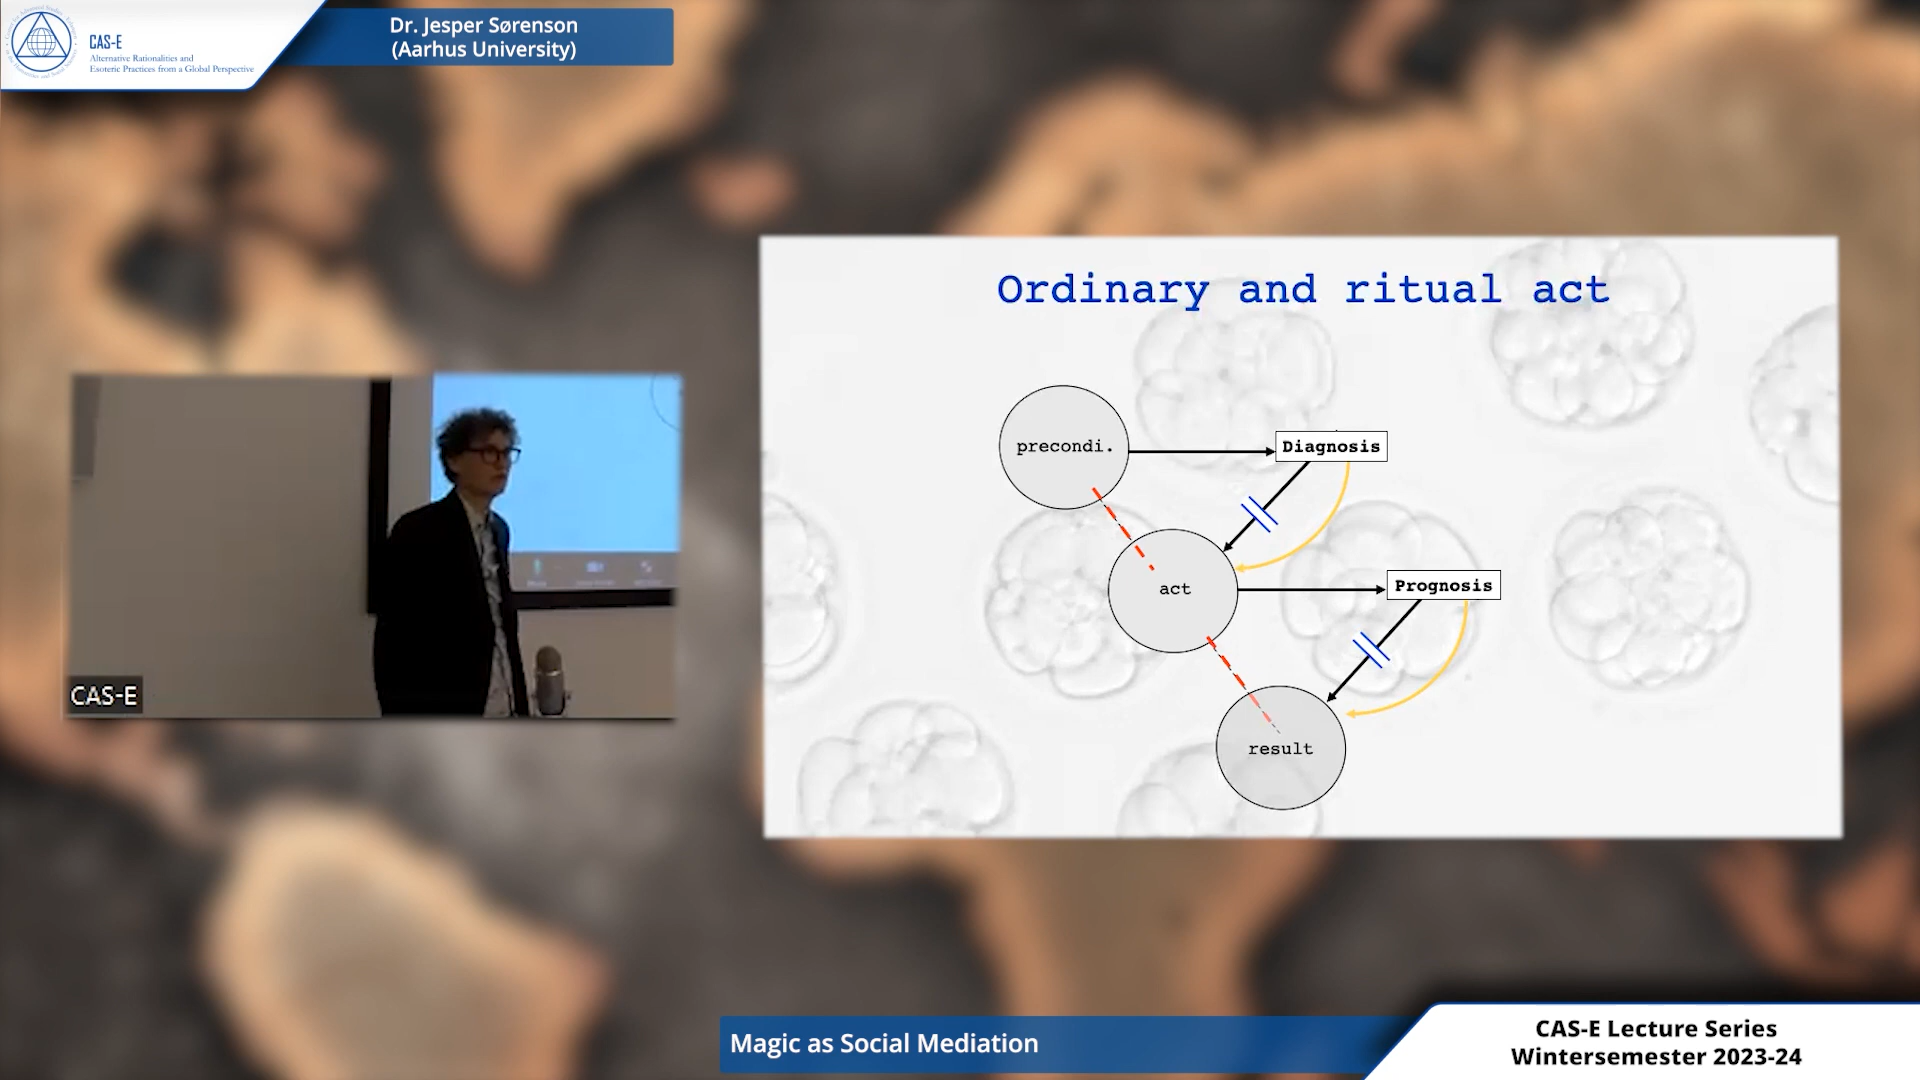 CAS-E
Alternative Rationalities and
Esoteric Practices from a Global Perspective
Dr. Jesper Sørenson
(Aarhus University)
Ordinary and ritual act
precondi.
Diagnosis
act
Prognosis
result
CAS-E
Magic as Social Mediation
CAS-E Lecture Series
Wintersemester 2023-24